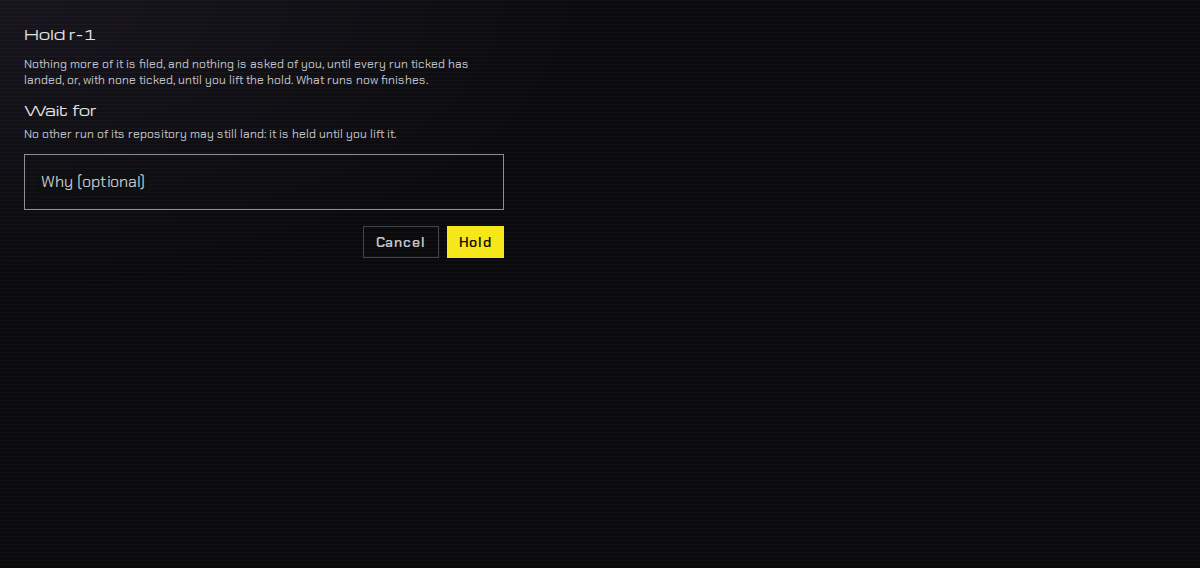 Hold r-1
Nothing more of it is filed, and nothing is asked of you, until every run ticked has
landed, or, with none ticked, until you lift the hold. What runs now finishes.
Wait for
No other run of its repository may still land: it is held until you lift it.
Why (optional)
Cancel
Hold